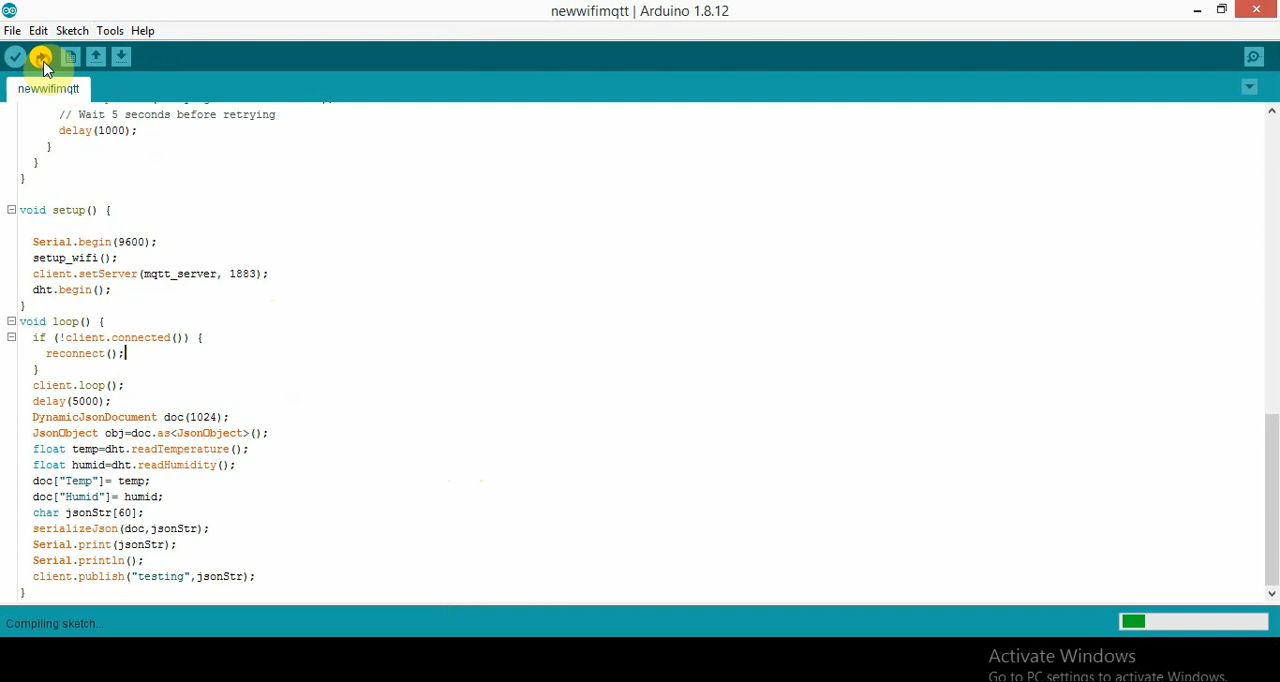 newwifimqtt | Arduino 1.8.12
File Edit Sketch Tools Help
newwifimqtt
// Wait 5 seconds before retrying
delay(1000);
}
}
}
void setup() {
Serial.begin(9600);
setup_wifi();
client.setServer(mqtt_server, 1883);
dht.begin();
}
void loop() {
if (!client.connected()) {
reconnect();
}
client.loop();
delay(5000);
DynamicJsonDocument doc(1024);
JsonObject obj=doc.as<JsonObject>();
float temp=dht.readTemperature();
float humid=dht.readHumidity();
doc["Temp"]= temp;
doc["Humid"]= humid;
char jsonStr[60];
serializeJson(doc,jsonStr);
Serial.print(jsonStr);
Serial.println();
client.publish("testing",jsonStr);
}
Compiling sketch...
Activate Windows
Go to PC settings to activate Windows.